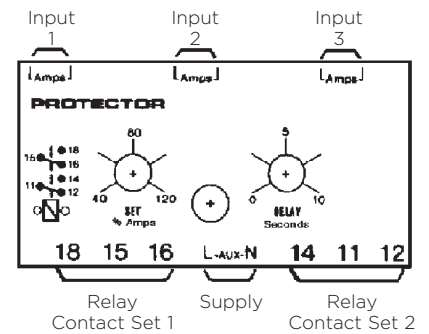 Input
1
Input
2
Input
3
Amps
Amps
Amps
PROTECTOR
18
15
16
14
11
12
80
40
120
SET
% Amps
5
0
10
DELAY
Seconds
18 15 16 L-AUX-N 14 11 12
Relay
Contact Set 1
Supply
Relay
Contact Set 2